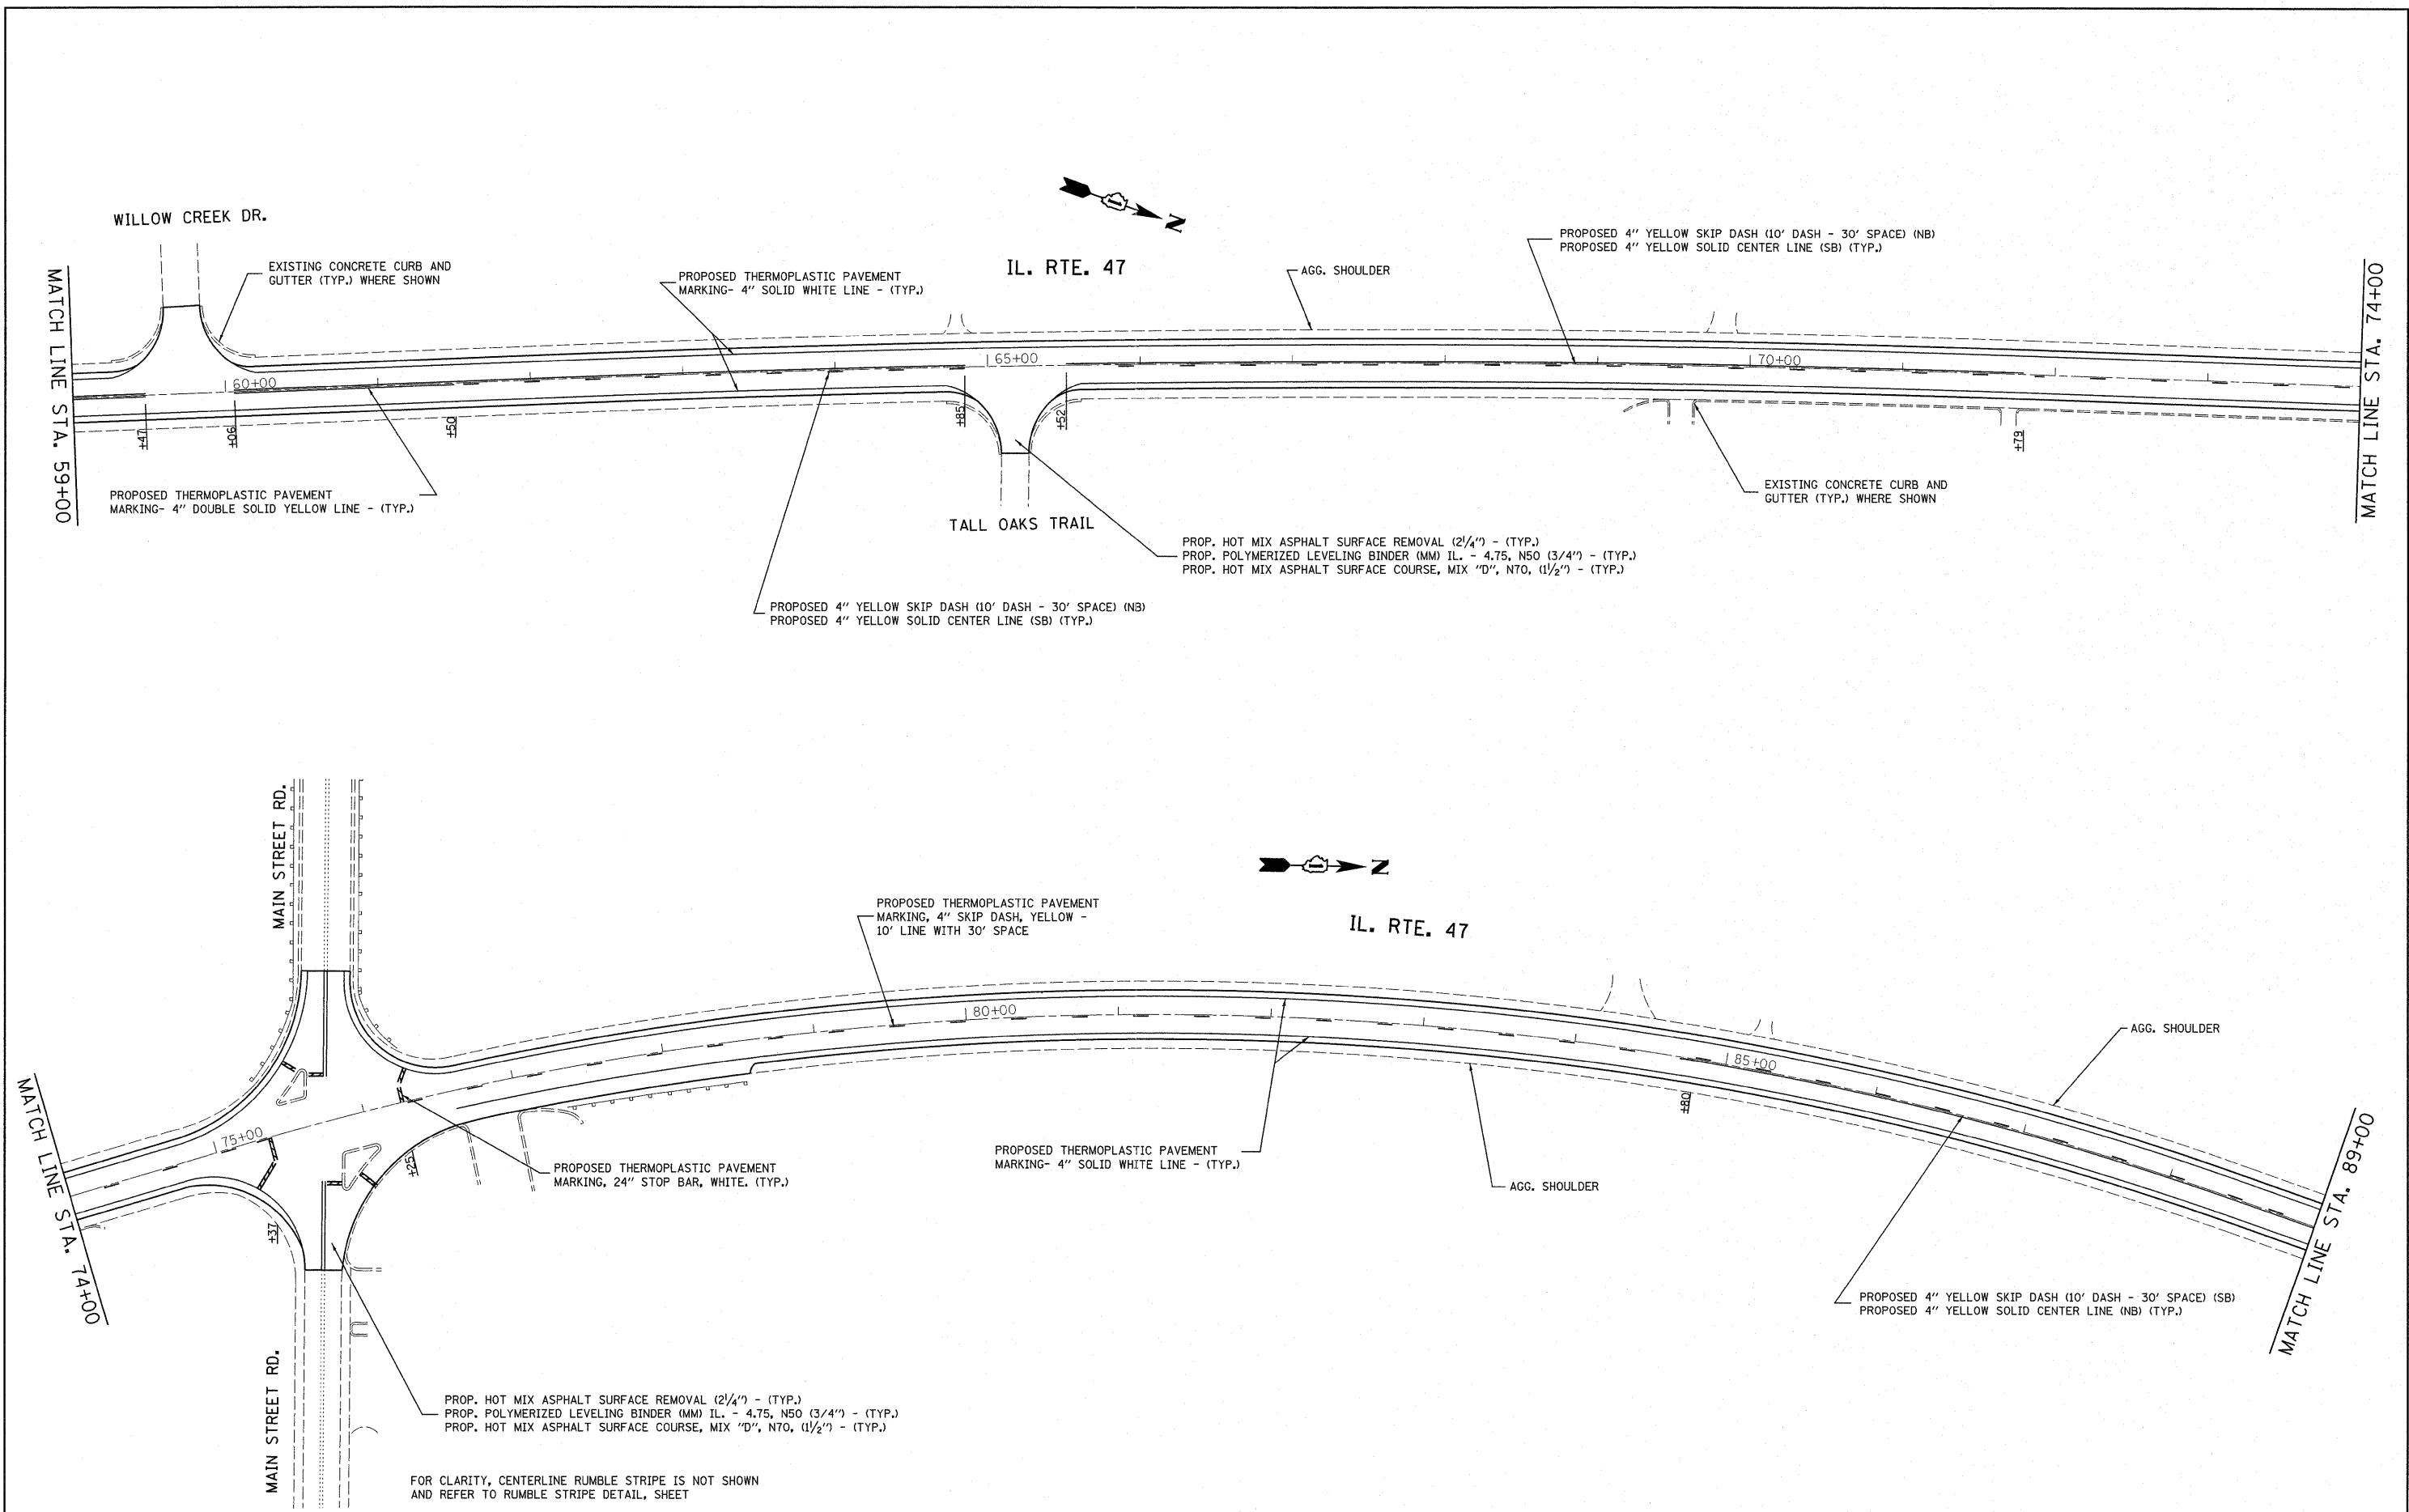 WILLOW CREEK DR.
MATCH LINE STA. 59+00
EXISTING CONCRETE CURB AND
GUTTER (TYP.) WHERE SHOWN
PROPOSED THERMOPLASTIC PAVEMENT
MARKING- 4" SOLID WHITE LINE - (TYP.)
N
IL. RTE. 47
AGG. SHOULDER
PROPOSED 4" YELLOW SKIP DASH (10' DASH - 30' SPACE) (NB)
PROPOSED 4" YELLOW SOLID CENTER LINE (SB) (TYP.)
MATCH LINE STA. 74+00
60+00
65+00
70+00
+47
+06
+50
+85
+52
+79
PROPOSED THERMOPLASTIC PAVEMENT
MARKING- 4" DOUBLE SOLID YELLOW LINE - (TYP.)
TALL OAKS TRAIL
EXISTING CONCRETE CURB AND
GUTTER (TYP.) WHERE SHOWN
PROP. HOT MIX ASPHALT SURFACE REMOVAL (2¼") - (TYP.)
PROP. POLYMERIZED LEVELING BINDER (MM) IL. - 4.75, N50 (3/4") - (TYP.)
PROP. HOT MIX ASPHALT SURFACE COURSE, MIX "D", N70, (1½") - (TYP.)
PROPOSED 4" YELLOW SKIP DASH (10' DASH - 30' SPACE) (NB)
PROPOSED 4" YELLOW SOLID CENTER LINE (SB) (TYP.)
MAIN STREET RD.
N
PROPOSED THERMOPLASTIC PAVEMENT
MARKING, 4" SKIP DASH, YELLOW -
10' LINE WITH 30' SPACE
IL. RTE. 47
80+00
85+00
AGG. SHOULDER
MATCH LINE STA. 74+00
75+00
+80
+25
+37
PROPOSED THERMOPLASTIC PAVEMENT
MARKING, 24" STOP BAR, WHITE. (TYP.)
PROPOSED THERMOPLASTIC PAVEMENT
MARKING- 4" SOLID WHITE LINE - (TYP.)
AGG. SHOULDER
MATCH LINE STA. 89+00
PROPOSED 4" YELLOW SKIP DASH (10' DASH - 30' SPACE) (SB)
PROPOSED 4" YELLOW SOLID CENTER LINE (NB) (TYP.)
MAIN STREET RD.
PROP. HOT MIX ASPHALT SURFACE REMOVAL (2¼") - (TYP.)
PROP. POLYMERIZED LEVELING BINDER (MM) IL. - 4.75, N50 (3/4") - (TYP.)
PROP. HOT MIX ASPHALT SURFACE COURSE, MIX "D", N70, (1½") - (TYP.)
FOR CLARITY, CENTERLINE RUMBLE STRIPE IS NOT SHOWN
AND REFER TO RUMBLE STRIPE DETAIL, SHEET